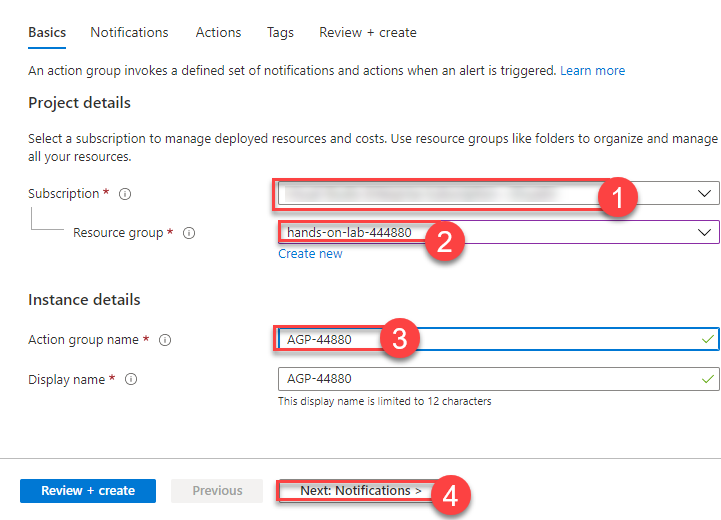 Basics Notifications Actions Tags Review + create
An action group invokes a defined set of notifications and actions when an alert is triggered. Learn more
Project details
Select a subscription to manage deployed resources and costs. Use resource groups like folders to organize and manage
all your resources.
Subscription *
1
Resource group *
hands-on-lab-444880
2
Create new
Instance details
Action group name *
AGP-44880
3
Display name *
AGP-44880
This display name is limited to 12 characters
Review + create
Previous
Next: Notifications >
4